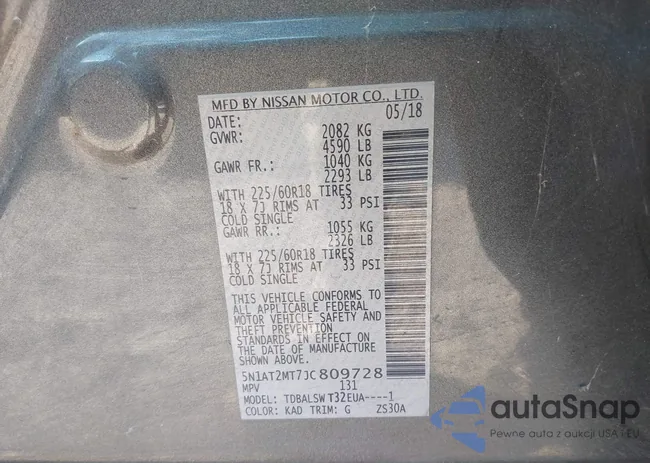 MFD BY NISSAN MOTOR CO., LTD.
DATE: 05/18
GVWR: 2082 KG
4590 LB
GAWR FR.: 1040 KG
2293 LB
WITH 225/60R18 TIRES
18 X 7J RIMS AT 33 PSI
COLD SINGLE
GAWR RR.: 1055 KG
2326 LB
WITH 225/60R18 TIRES
18 X 7J RIMS AT 33 PSI
COLD SINGLE
THIS VEHICLE CONFORMS TO
ALL APPLICABLE FEDERAL
MOTOR VEHICLE SAFETY AND
THEFT PREVENTION
STANDARDS IN EFFECT ON
THE DATE OF MANUFACTURE
SHOWN ABOVE.
5N1AT2MT7JC809728
MPV 131
MODEL: TDBALSW T32EUA----1
COLOR: KAD TRIM: G ZS30A
autoSnap
Pewne auta z aukcji USA i EU